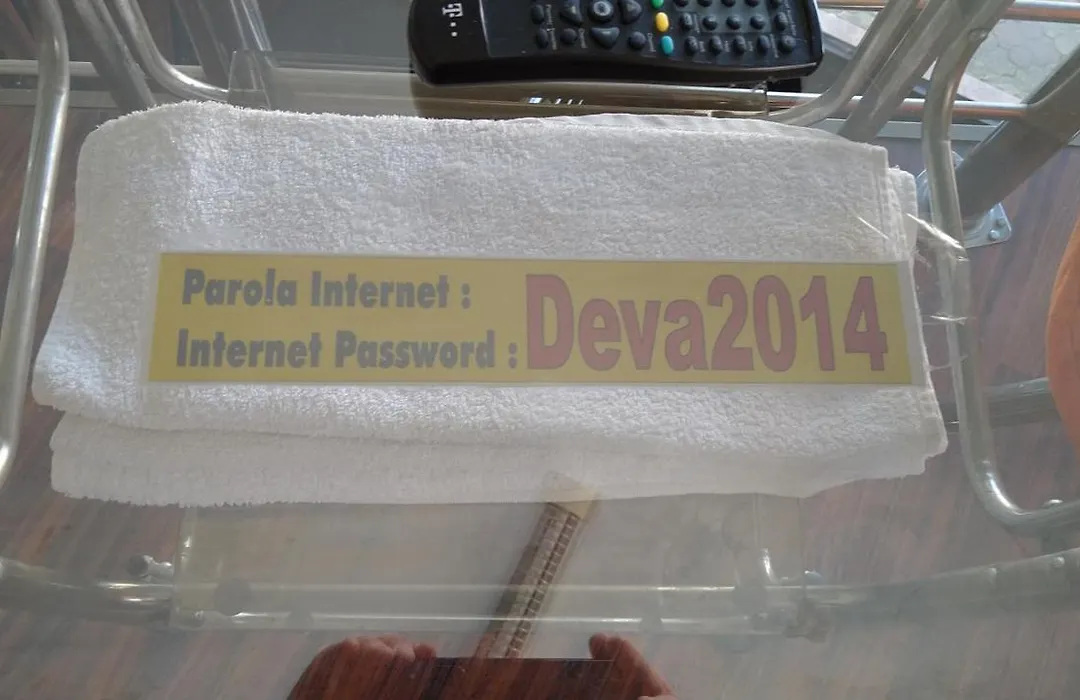 Parola Internet :
Internet Password : Deva2014